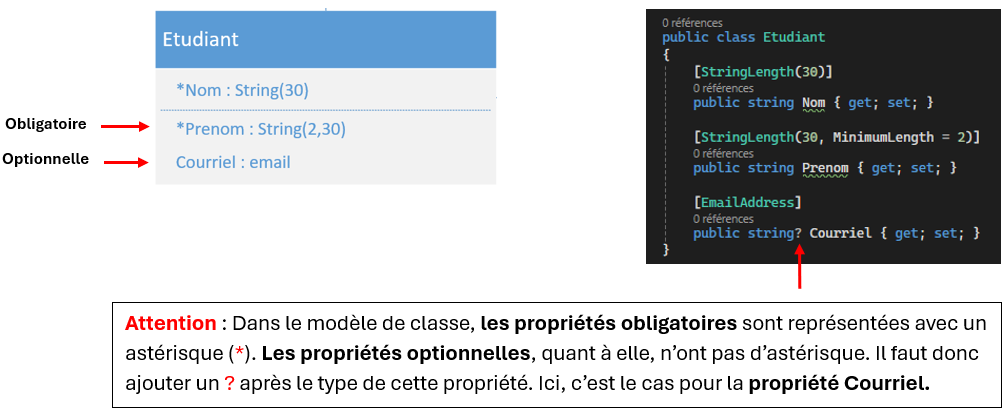 Etudiant
*Nom : String(30)
Obligatoire
*Prenom : String(2,30)
Optionnelle
Courriel : email
0 références
public class Etudiant
{
[StringLength(30)]
0 références
public string Nom { get; set; }
[StringLength(30, MinimumLength = 2)]
0 références
public string Prenom { get; set; }
[EmailAddress]
0 références
public string? Courriel { get; set; }
}
Attention : Dans le modèle de classe, les propriétés obligatoires sont représentées avec un
astérisque (*). Les propriétés optionnelles, quant à elle, n’ont pas d’astérisque. Il faut donc
ajouter un ? après le type de cette propriété. Ici, c’est le cas pour la propriété Courriel.